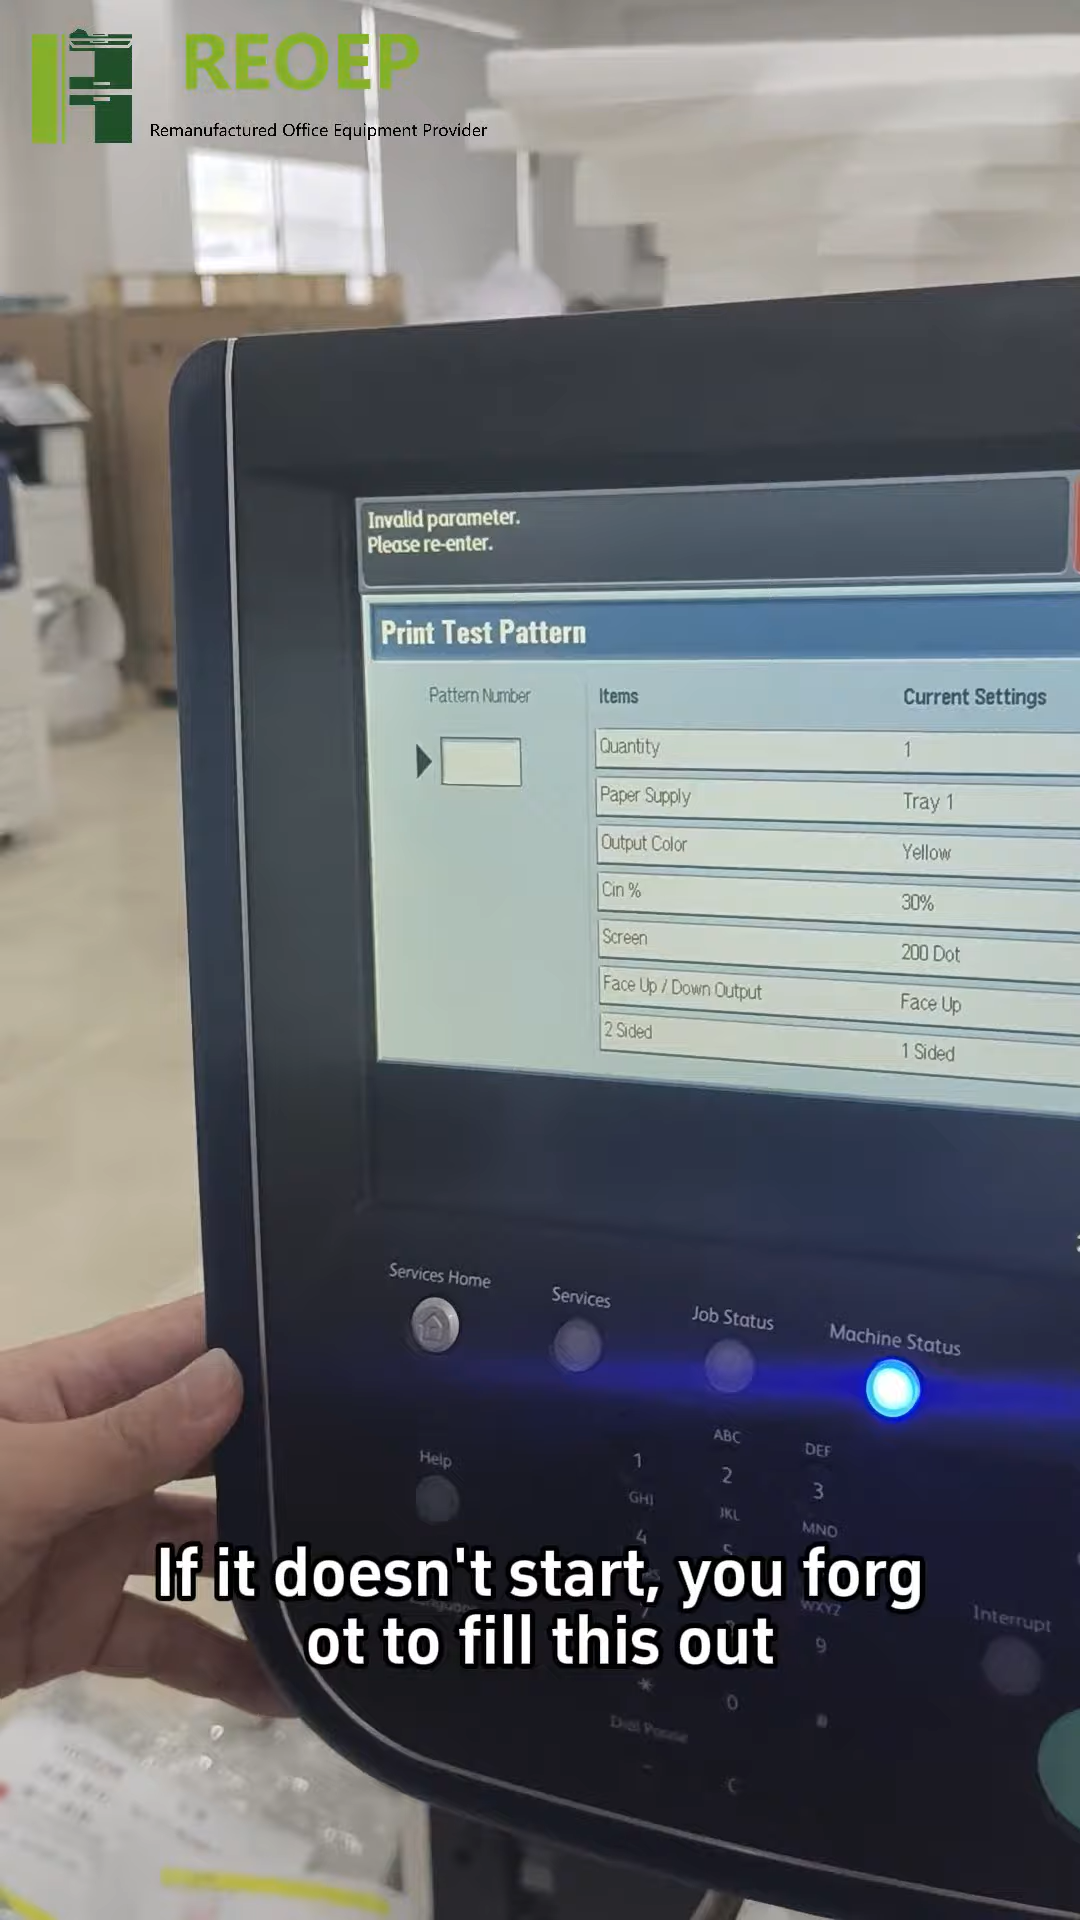 REOEP
Remanufactured Office Equipment Provider
Invalid parameter.
Please re-enter.
Print Test Pattern
Pattern Number
Items
Current Settings
Quantity
1
Paper Supply
Tray 1
Output Color
Yellow
Cin %
30%
Screen
200 Dot
Face Up / Down Output
Face Up
2 Sided
1 Sided
Services Home
Services
Job Status
Machine Status
Help
1
ABC
2
DEF
3
GHI
4
JKL
5
MNO
If it doesn't start, you forg
ot to fill this out
WXYZ
9
Interrupt
*
0
#
Dial Pause
-
C